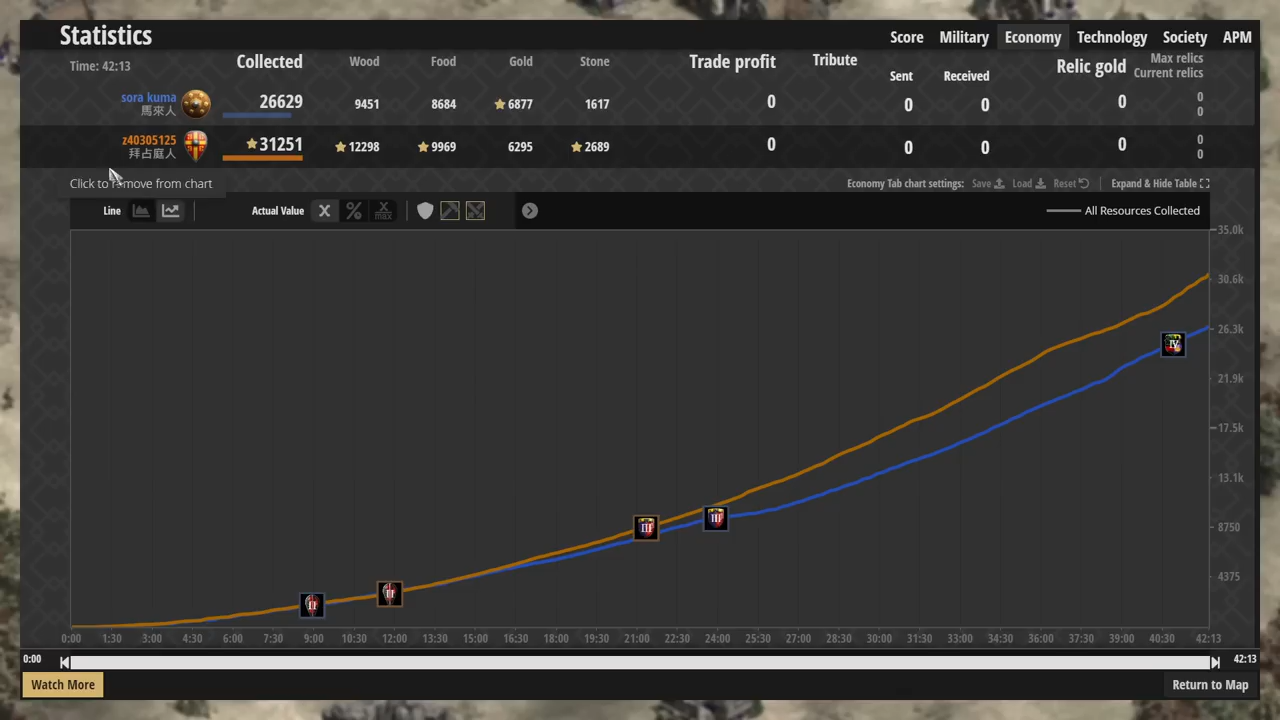 Statistics
Score Military Economy Technology Society APM
Time: 42:13 Collected Wood Food Gold Stone Trade profit Tribute Sent Received Relic gold Max relics Current relics
sora kuma
馬來人
26629 9451 8684 6877 1617 0 0 0 0 0
0
z40305125
拜占庭人
31251 12298 9969 6295 2689 0 0 0 0 0
0
Economy Tab chart settings: Save Load Reset Expand & Hide Table
Line Actual Value X % X max All Resources Collected
35.0k
30.6k
26.3k
21.9k
17.5k
13.1k
8750
4375
IV
III III
II II
0:00 1:30 3:00 4:30 6:00 7:30 9:00 10:30 12:00 13:30 15:00 16:30 18:00 19:30 21:00 22:30 24:00 25:30 27:00 28:30 30:00 31:30 33:00 34:30 36:00 37:30 39:00 40:30 42:13
0:00 42:13
Watch More Return to Map